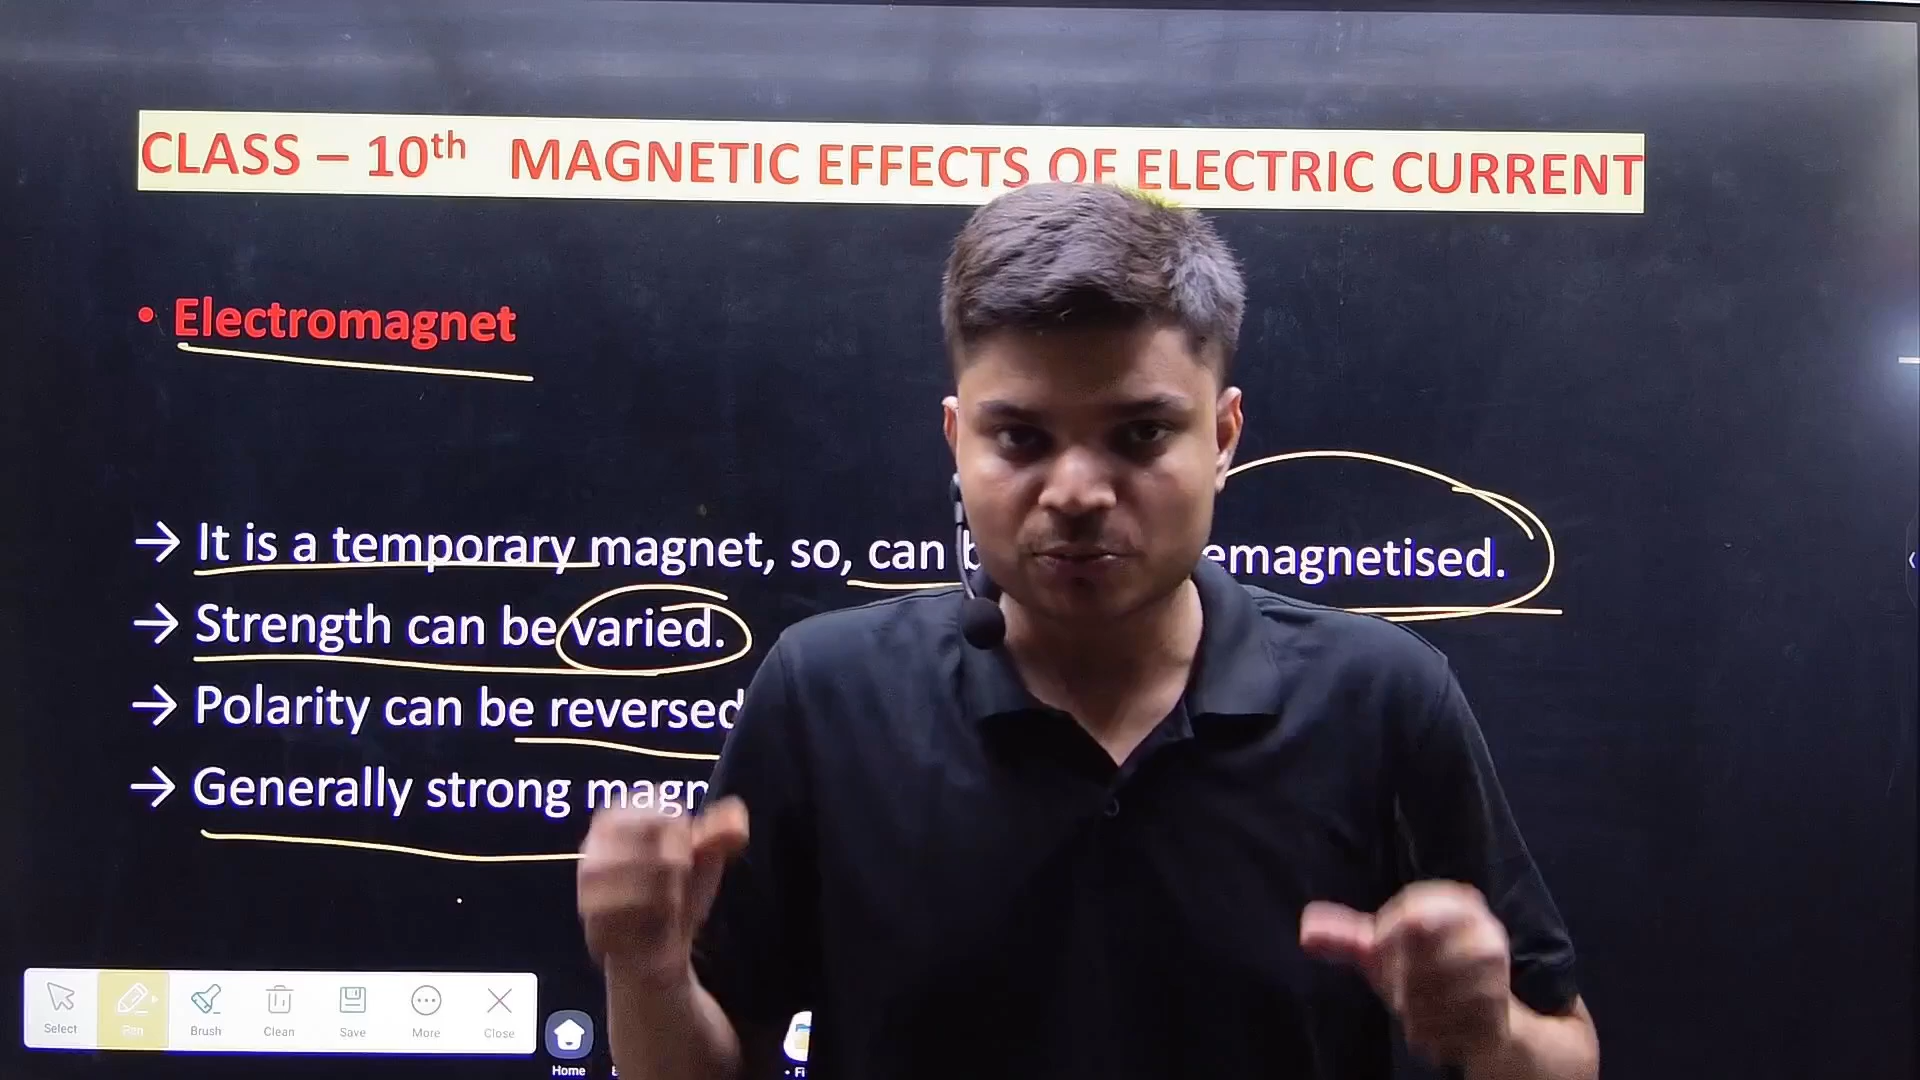 CLASS – 10th MAGNETIC EFFECTS OF ELECTRIC CURRENT
• Electromagnet
→ It is a temporary magnet, so, can emagnetised.
→ Strength can be varied.
→ Polarity can be reversed
→ Generally strong magn
Select Pen Brush Clean Save More Close
Home Fi